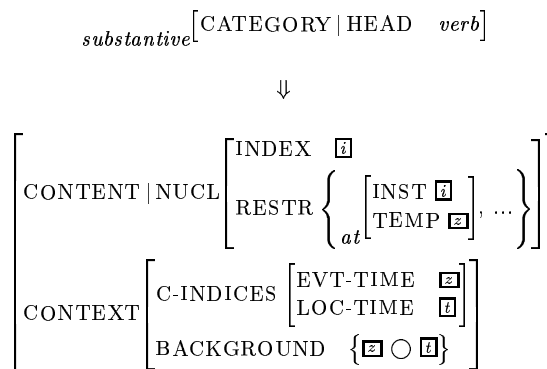 substantive[CATEGORY | HEAD verb]
⇓
CONTENT | NUCL [INDEX [i]
RESTR { at [INST [i]
TEMP [z]], ... }]
CONTEXT [C-INDICES [EVT-TIME [z]
LOC-TIME [t]]
BACKGROUND {[z] ◯ [t]}]